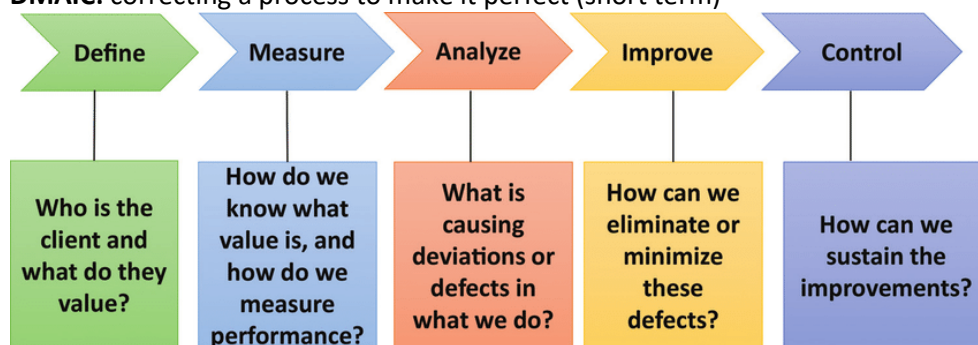 DMAIC: correcting a process to make it perfect (short term)
Define
Measure
Analyze
Improve
Control
Who is the
client and
what do they
value?
How do we
know what
value is, and
how do we
measure
performance?
What is
causing
deviations or
defects in
what we do?
How can we
eliminate or
minimize
these
defects?
How can we
sustain the
improvements?